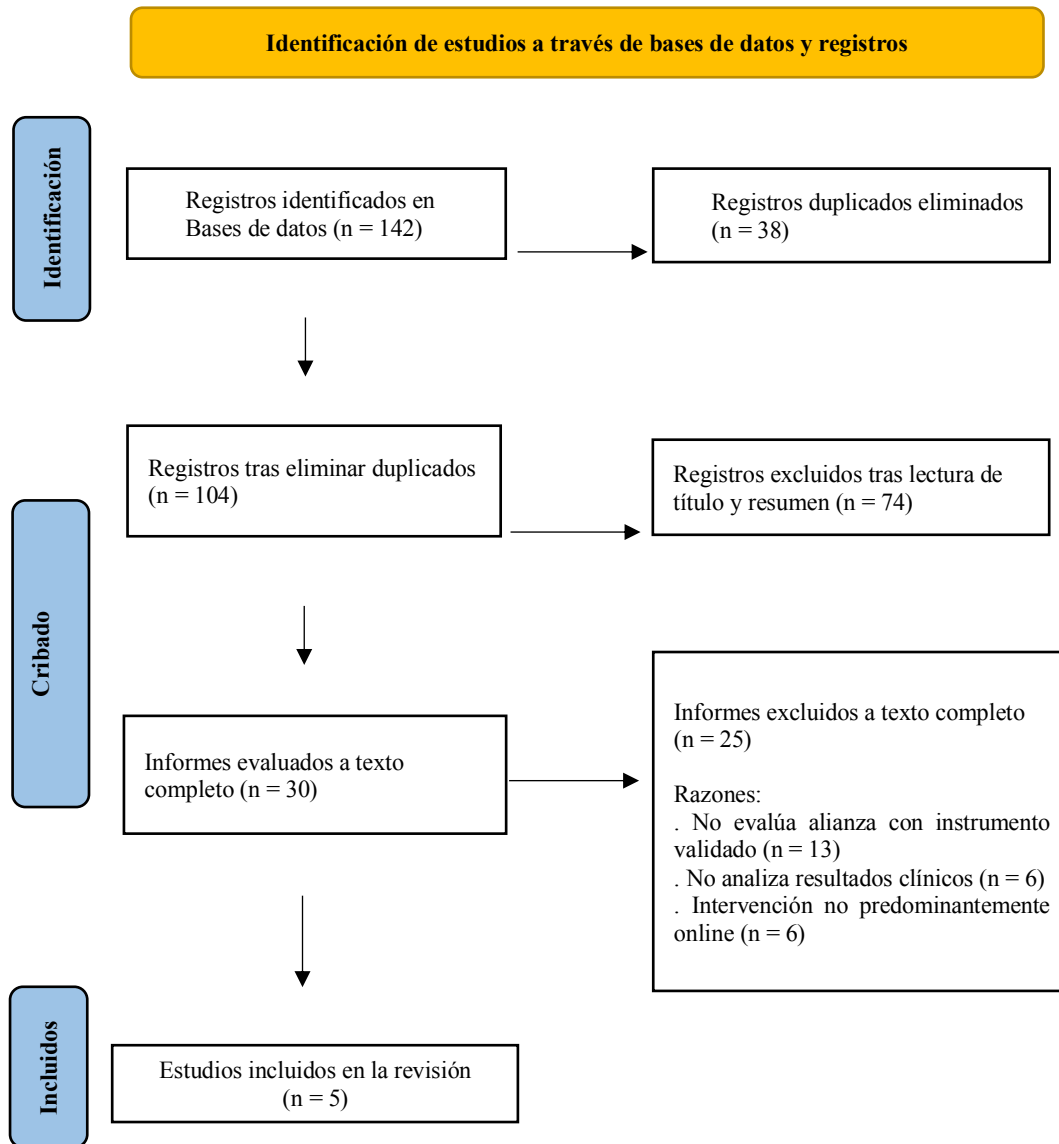 Identificación de estudios a través de bases de datos y registros
Identificación
Registros identificados en
Bases de datos (n = 142)
Registros duplicados eliminados
(n = 38)
Cribado
Registros tras eliminar duplicados
(n = 104)
Registros excluidos tras lectura de
título y resumen (n = 74)
Informes evaluados a texto
completo (n = 30)
Informes excluidos a texto completo
(n = 25)
Razones:
. No evalúa alianza con instrumento
validado (n = 13)
. No analiza resultados clínicos (n = 6)
. Intervención no predominantemente
online (n = 6)
Incluidos
Estudios incluidos en la revisión
(n = 5)